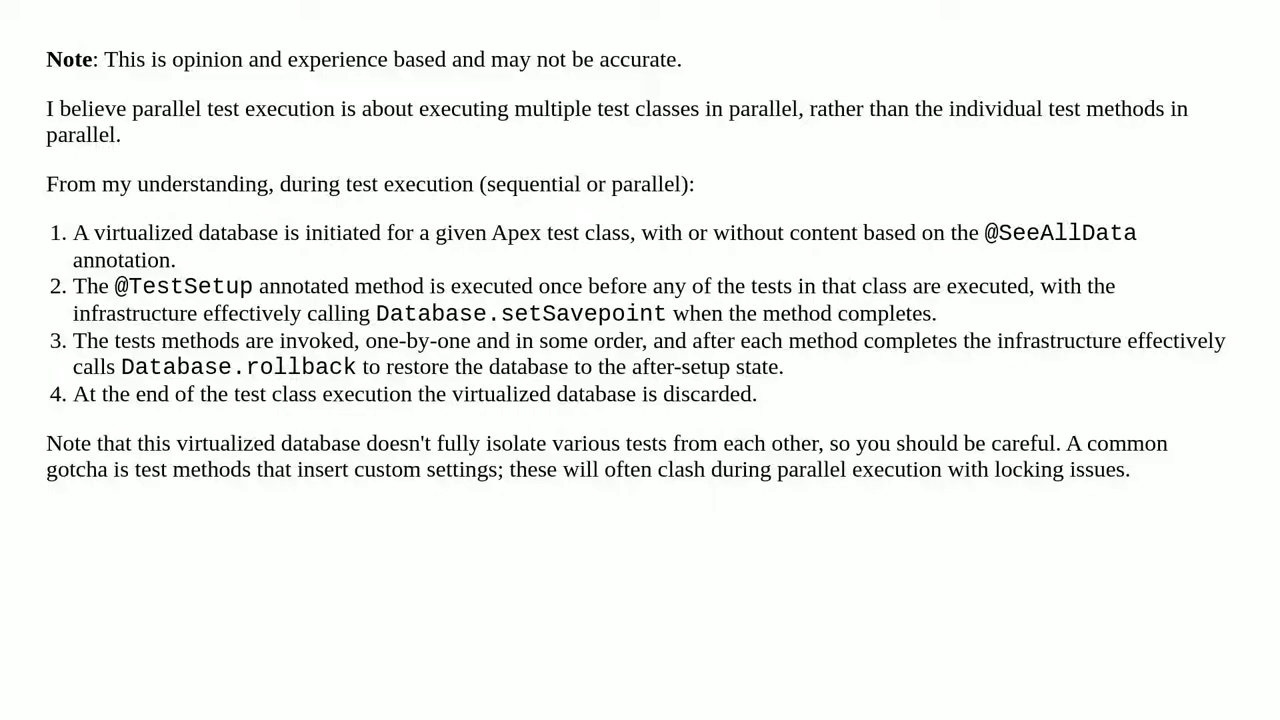 Note: This is opinion and experience based and may not be accurate.
I believe parallel test execution is about executing multiple test classes in parallel, rather than the individual test methods in
parallel.
From my understanding, during test execution (sequential or parallel):
1. A virtualized database is initiated for a given Apex test class, with or without content based on the @SeeAllData
annotation.
2. The @TestSetup annotated method is executed once before any of the tests in that class are executed, with the
infrastructure effectively calling Database.setSavepoint when the method completes.
3. The tests methods are invoked, one-by-one and in some order, and after each method completes the infrastructure effectively
calls Database.rollback to restore the database to the after-setup state.
4. At the end of the test class execution the virtualized database is discarded.
Note that this virtualized database doesn't fully isolate various tests from each other, so you should be careful. A common
gotcha is test methods that insert custom settings; these will often clash during parallel execution with locking issues.